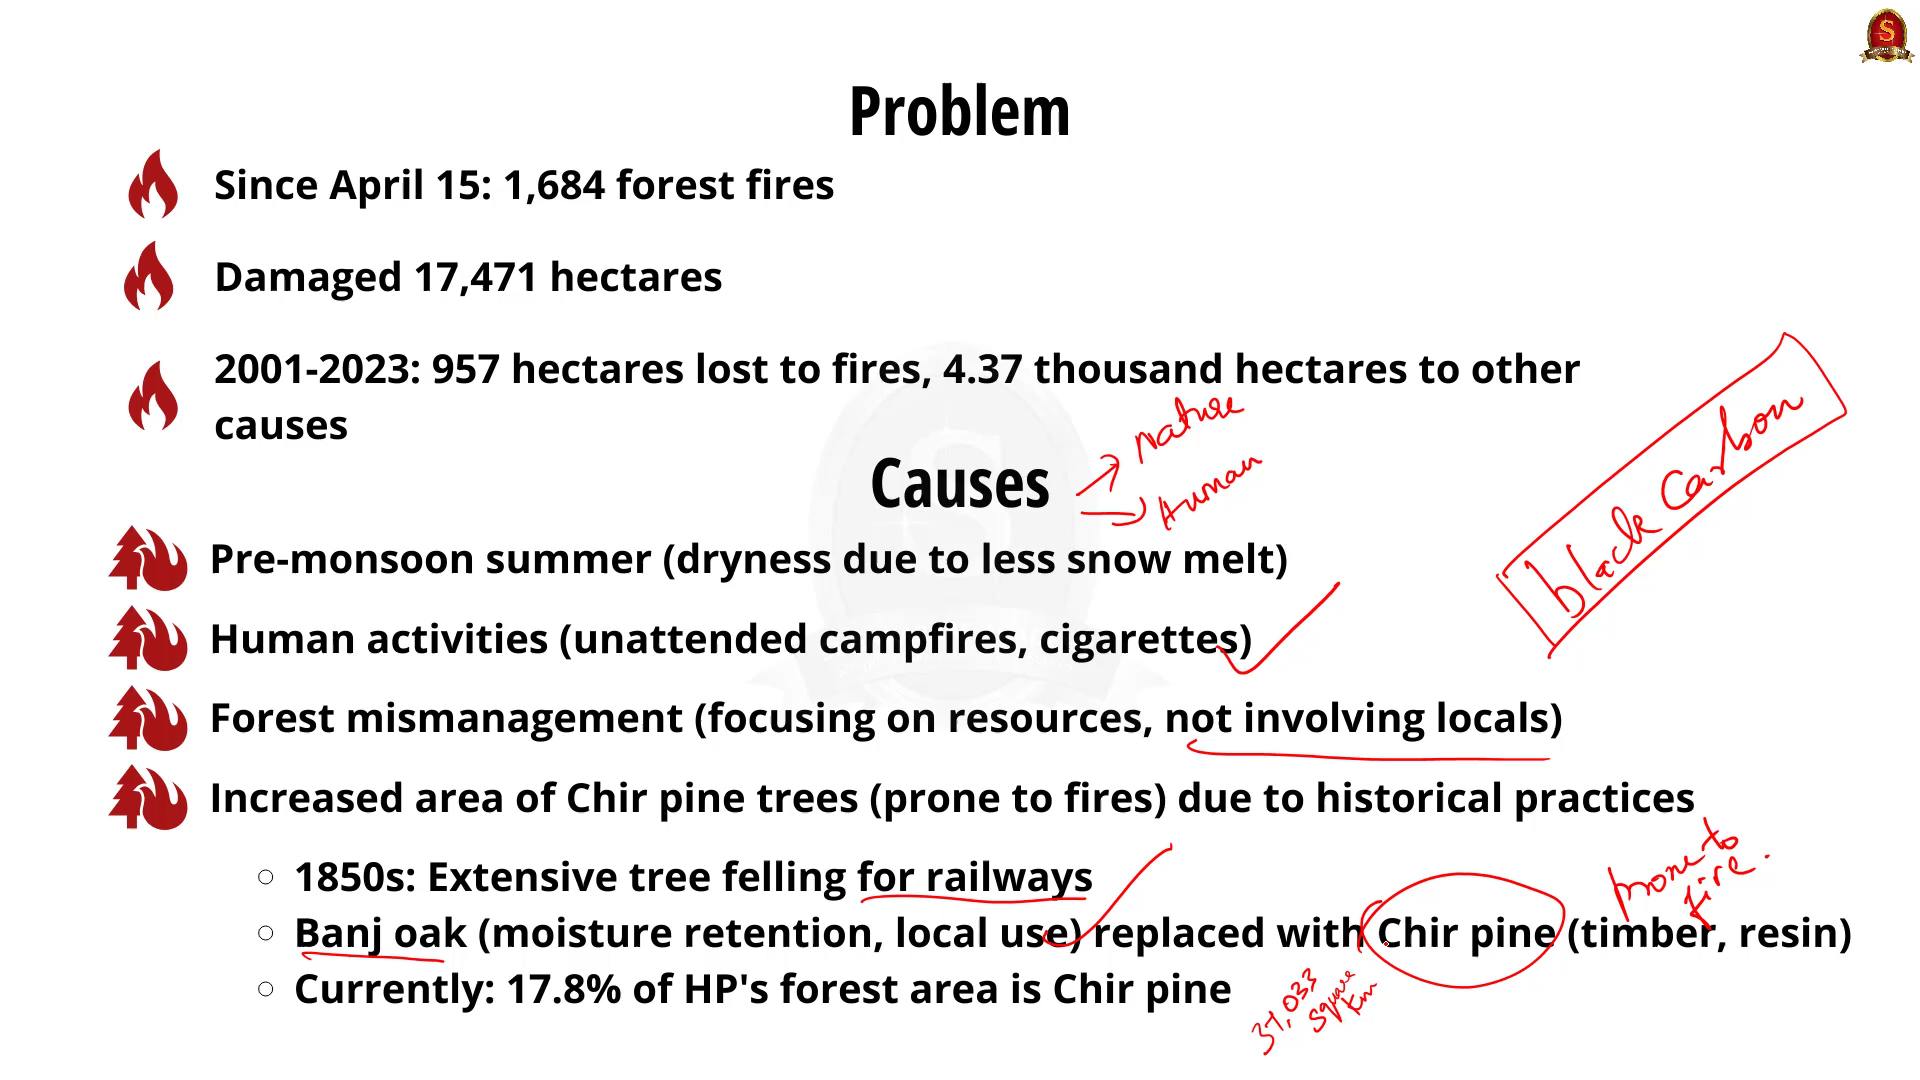 Problem
Since April 15: 1,684 forest fires
Damaged 17,471 hectares
2001-2023: 957 hectares lost to fires, 4.37 thousand hectares to other
causes
Nature
Causes
Human
black Carbon
Pre-monsoon summer (dryness due to less snow melt)
Human activities (unattended campfires, cigarettes)
Forest mismanagement (focusing on resources, not involving locals)
Increased area of Chir pine trees (prone to fires) due to historical practices
1850s: Extensive tree felling for railways
prone to
fire.
Banj oak (moisture retention, local use) replaced with Chir pine (timber, resin)
Currently: 17.8% of HP's forest area is Chir pine
37,033
Square
km
S